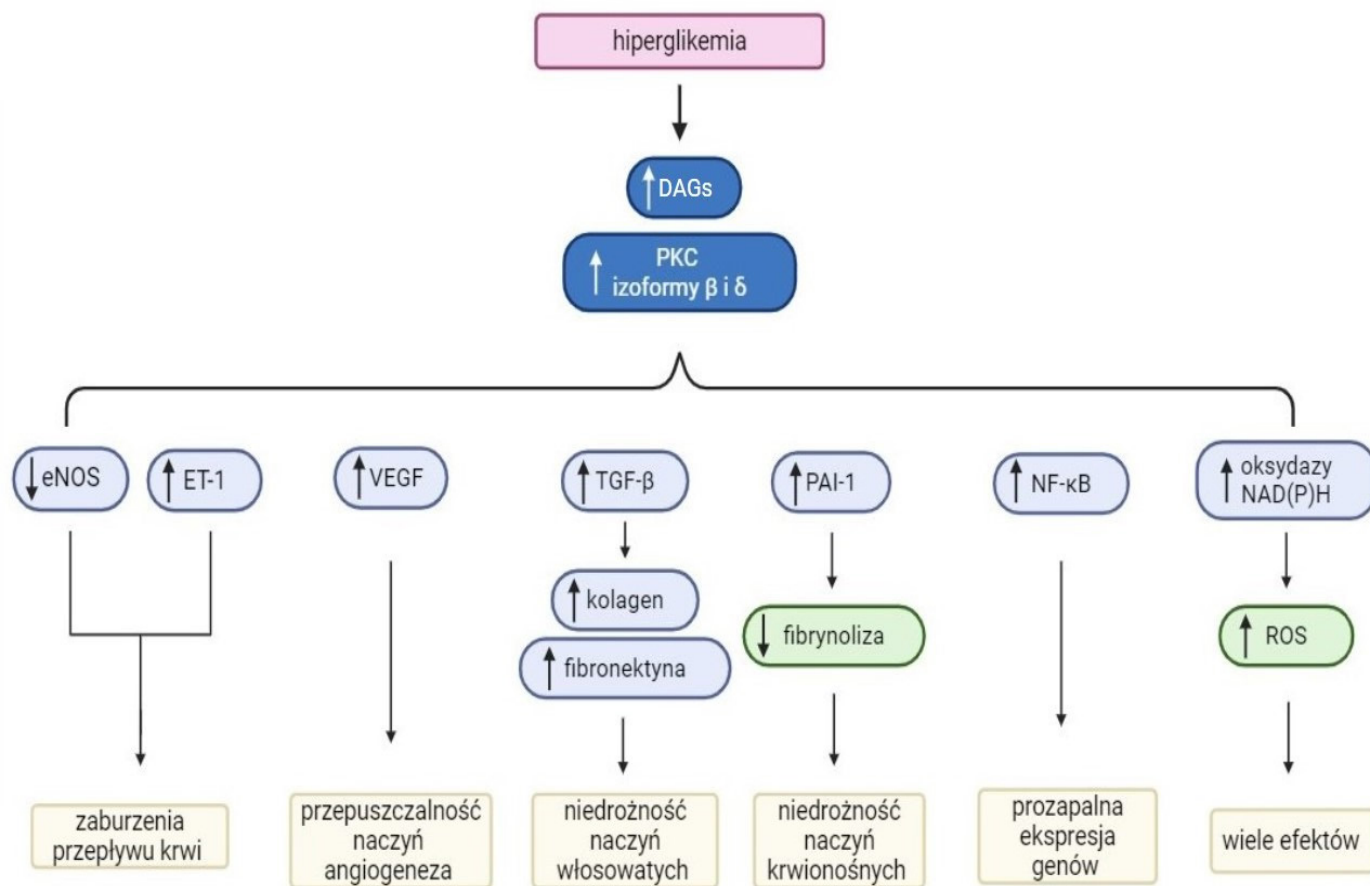 hiperglikemia
↑ DAGs
↑ PKC
izoformy β i δ
↓ eNOS
↑ ET-1
↑ VEGF
↑ TGF-β
↑ PAI-1
↑ NF-κB
↑ oksydazy
NAD(P)H
↑ kolagen
↑ fibronektyna
↓ fibrynoliza
↑ ROS
zaburzenia
przepływu krwi
przepuszczalność
naczyń
angiogeneza
niedrożność
naczyń
włosowatych
niedrożność
naczyń
krwionośnych
prozapalna
ekspresja
genów
wiele efektów